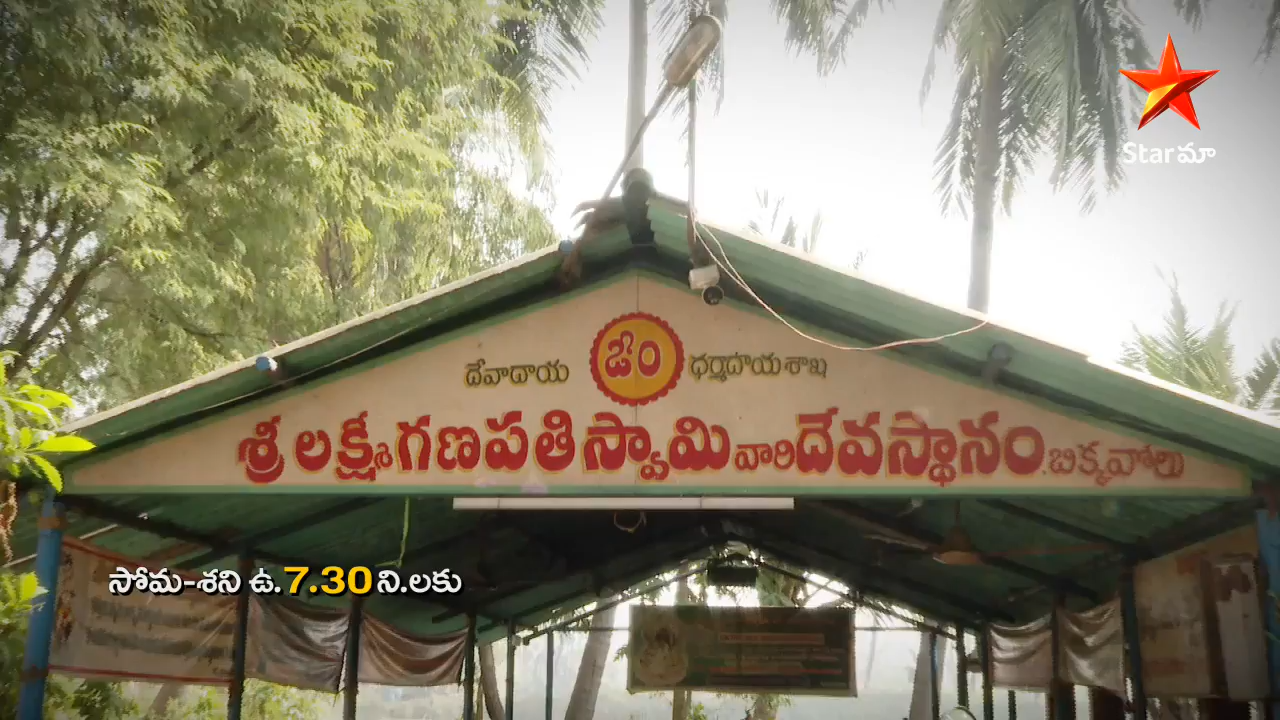 Star మా
దేవాదాయ ఓం ధర్మాదాయ శాఖ
శ్రీ లక్ష్మీ గణపతి స్వామి వారి దేవస్థానం. బిక్కవోలు
సోమ-శని ఉ.7.30 ని.లకు